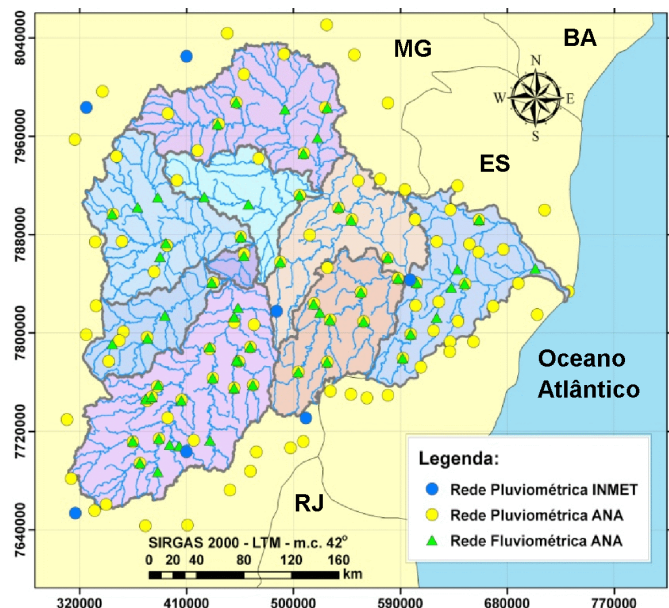 8040000
7960000
7880000
7800000
7720000
7640000
MG
BA
N
W E
S
ES
Oceano
Atlântico
RJ
Legenda:
Rede Pluviométrica INMET
Rede Pluviométrica ANA
Rede Fluviométrica ANA
SIRGAS 2000 - LTM - m.c. 42°
0 20 40 80 120 160
km
320000 410000 500000 590000 680000 770000